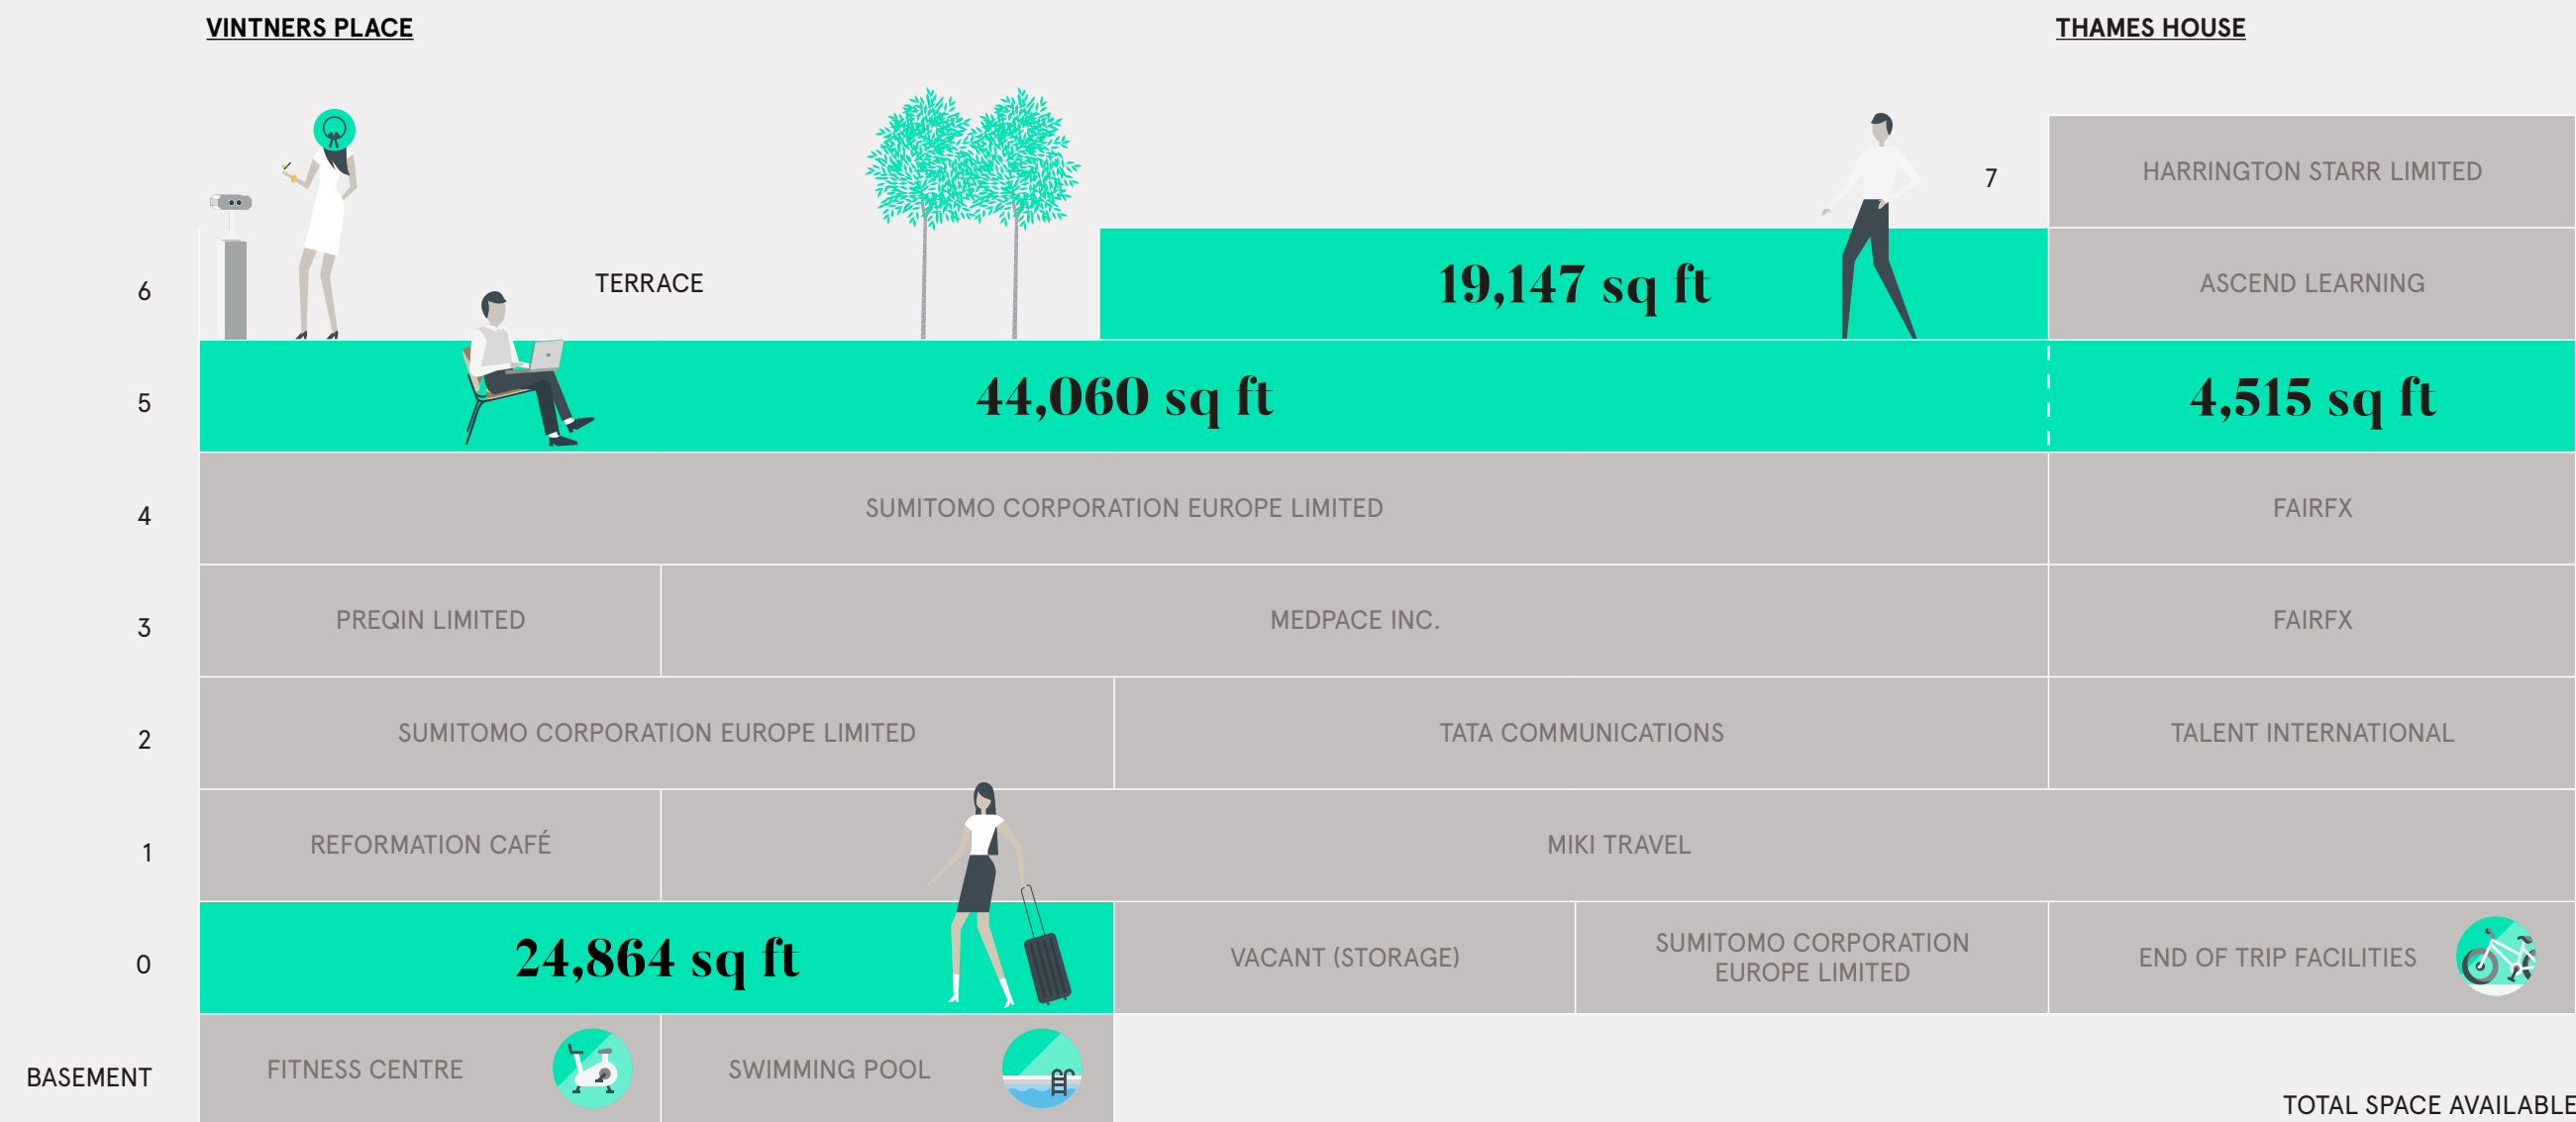 VINTNERS PLACE
THAMES HOUSE
7
HARRINGTON STARR LIMITED
6
TERRACE
19,147 sq ft
ASCEND LEARNING
5
44,060 sq ft
4,515 sq ft
4
SUMITOMO CORPORATION EUROPE LIMITED
FAIRFX
3
PREQIN LIMITED
MEDPACE INC.
FAIRFX
2
SUMITOMO CORPORATION EUROPE LIMITED
TATA COMMUNICATIONS
TALENT INTERNATIONAL
1
REFORMATION CAFÉ
MIKI TRAVEL
0
24,864 sq ft
VACANT (STORAGE)
SUMITOMO CORPORATION
EUROPE LIMITED
END OF TRIP FACILITIES
BASEMENT
FITNESS CENTRE
SWIMMING POOL
TOTAL SPACE AVAILABLE